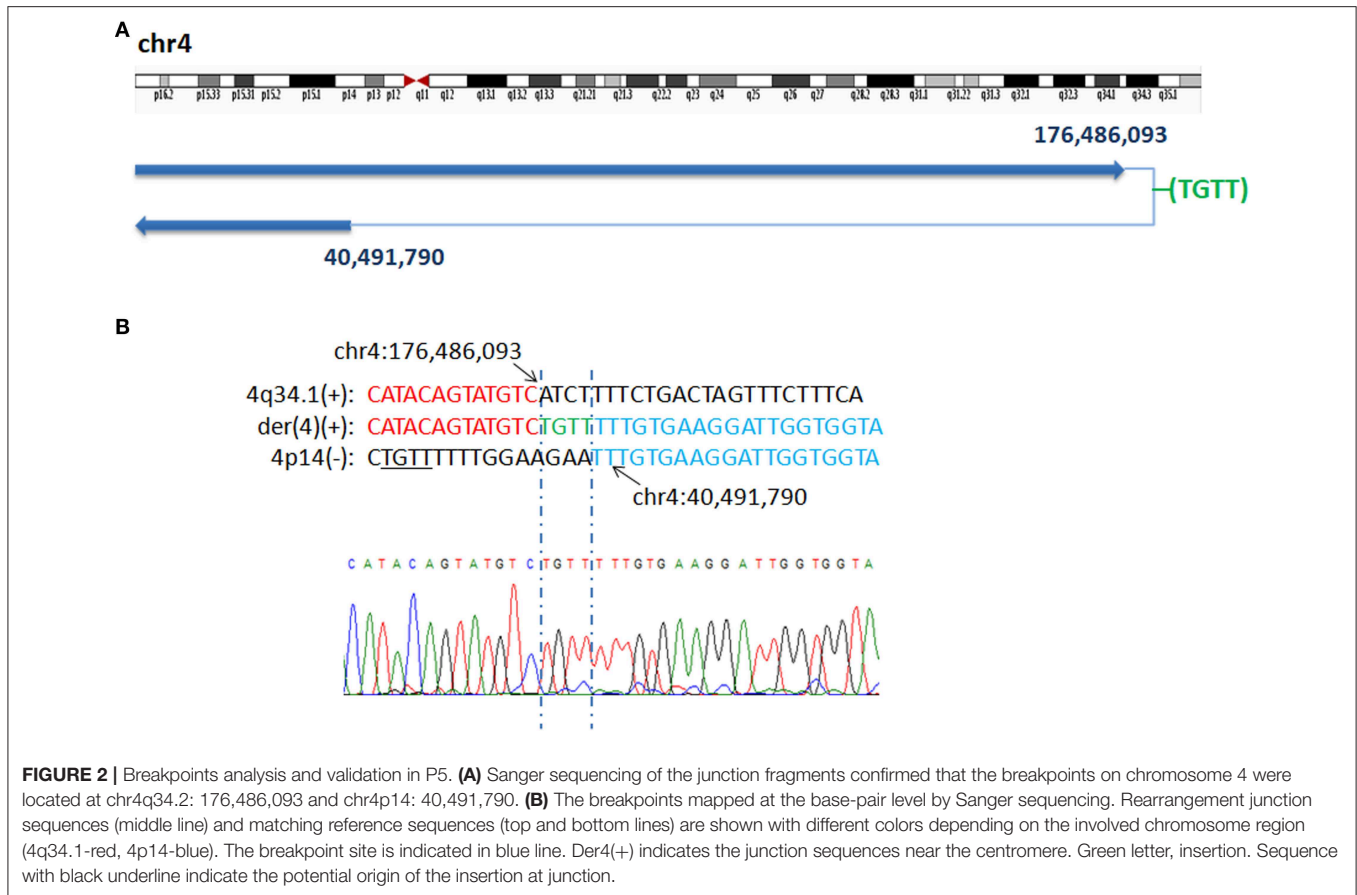 A
chr4
p16.2 p15.33 p15.31 p15.2 p15.1 p14 p13 p12 q11 q12 q13.1 q13.2 q13.3 q21.21 q21.3 q22.2 q23 q24 q25 q26 q27 q28.2 q28.3 q31.1 q31.22 q31.3 q32.1 q32.3 q34.1 q34.3 q35.1
176,486,093
(TGTT)
40,491,790
B
chr4:176,486,093
4q34.1(+): CATACAGTATGTCATCTTTTCTGACTAGTTTCTTTCA
der(4)(+): CATACAGTATGTCTGTTTTTGTGAAGGATTGGTGGTA
4p14(-): CTGTTTTTTGGAAGAATTTGTGAAGGATTGGTGGTA
chr4:40,491,790
C A T A C A G T A T G T C T G T T T T T G T G A A G G A T T G G T G G T A
FIGURE 2 | Breakpoints analysis and validation in P5. (A) Sanger sequencing of the junction fragments confirmed that the breakpoints on chromosome 4 were
located at chr4q34.2: 176,486,093 and chr4p14: 40,491,790. (B) The breakpoints mapped at the base-pair level by Sanger sequencing. Rearrangement junction
sequences (middle line) and matching reference sequences (top and bottom lines) are shown with different colors depending on the involved chromosome region
(4q34.1-red, 4p14-blue). The breakpoint site is indicated in blue line. Der4(+) indicates the junction sequences near the centromere. Green letter, insertion. Sequence
with black underline indicate the potential origin of the insertion at junction.